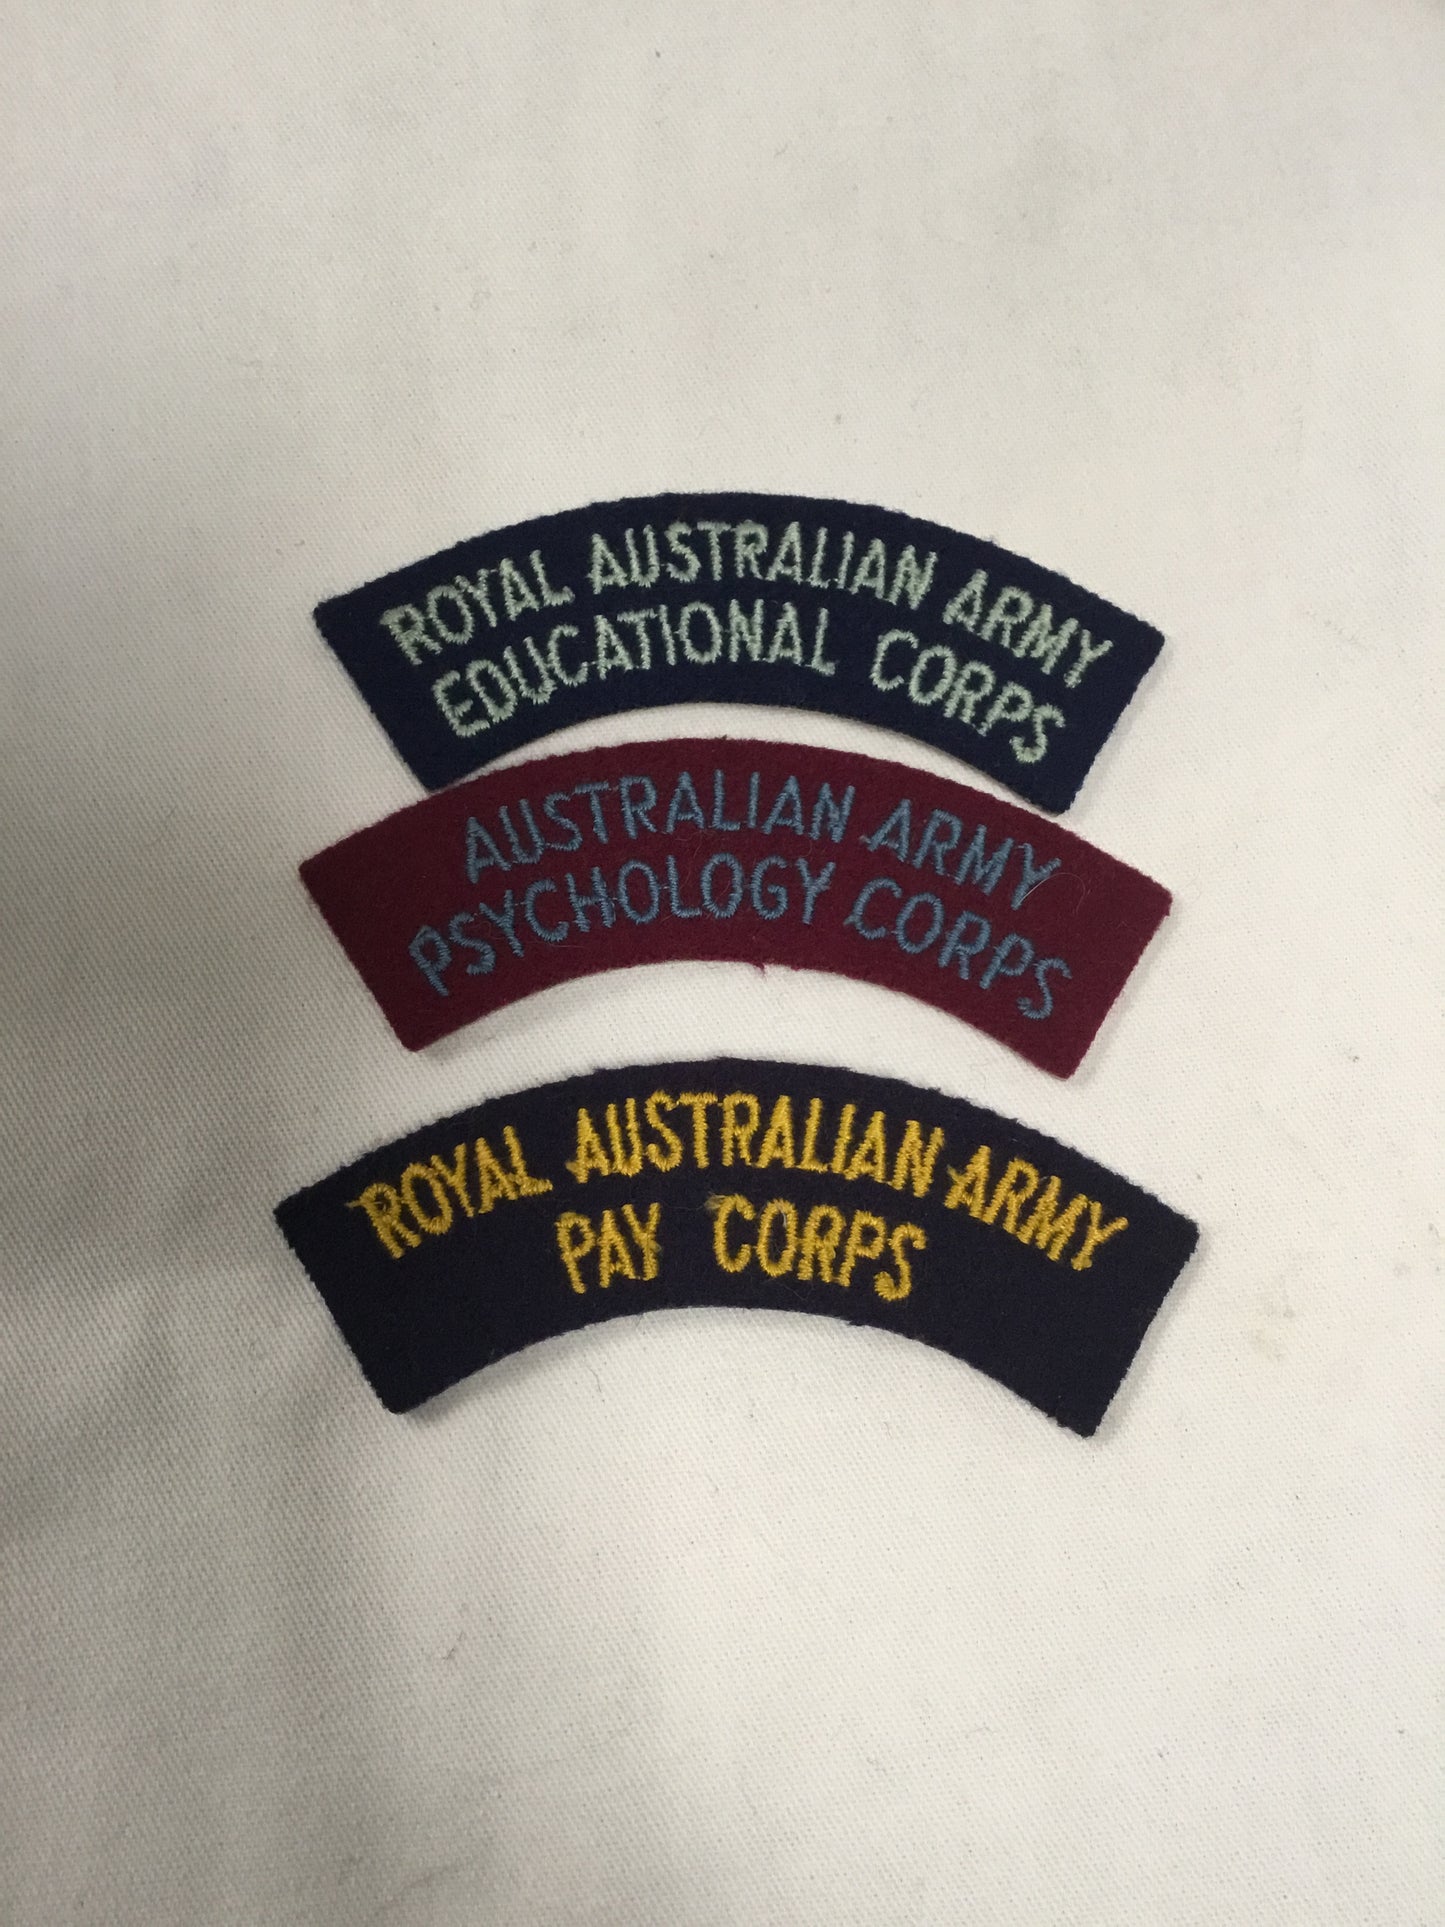 ROYAL AUSTRALIAN ARMY
EDUCATIONAL CORPS
AUSTRALIAN ARMY
PSYCHOLOGY CORPS
ROYAL AUSTRALIAN ARMY
PAY CORPS